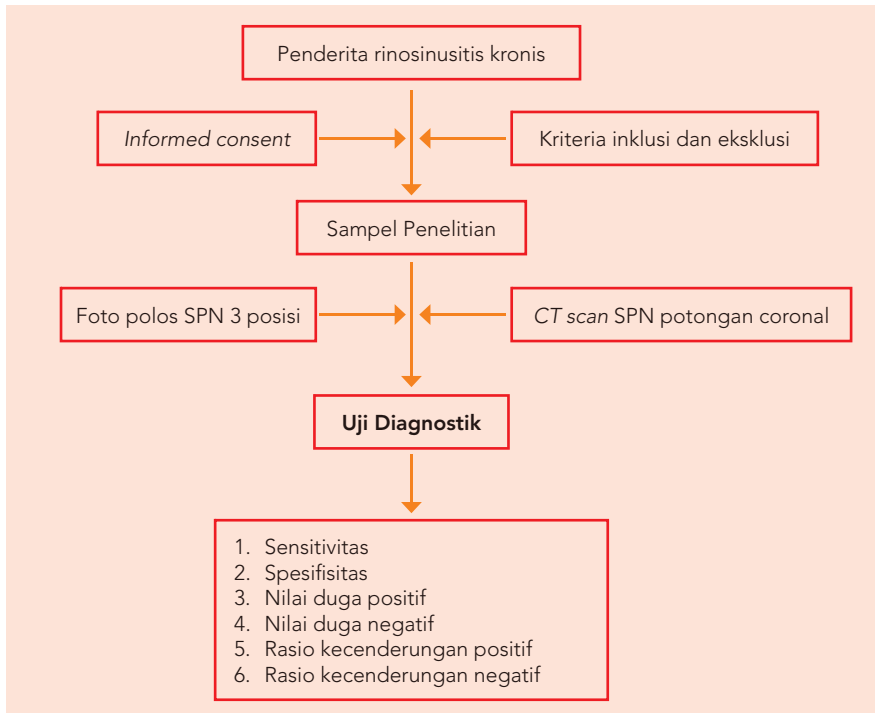 Penderita rinosinusitis kronis
Informed consent
Kriteria inklusi dan eksklusi
Sampel Penelitian
Foto polos SPN 3 posisi
CT scan SPN potongan coronal
Uji Diagnostik
1. Sensitivitas
2. Spesifisitas
3. Nilai duga positif
4. Nilai duga negatif
5. Rasio kecenderungan positif
6. Rasio kecenderungan negatif